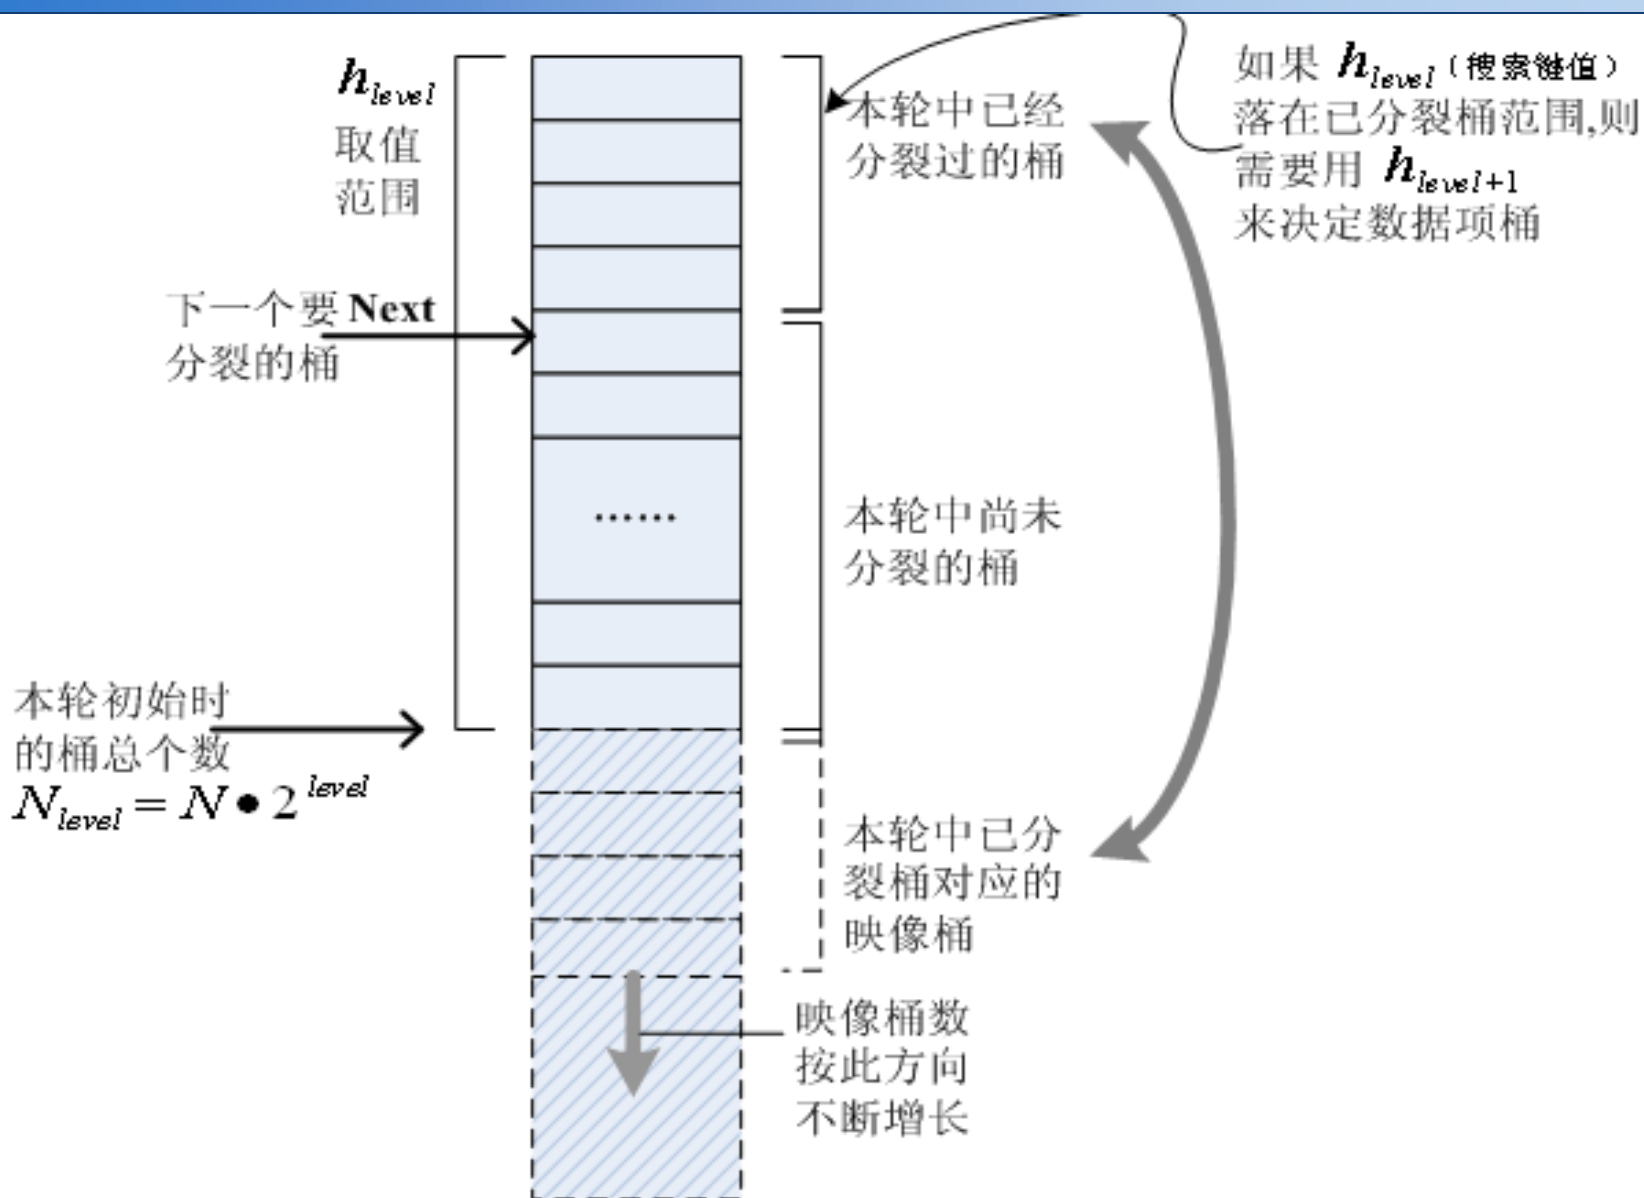 h_level
取值
范围
本轮中已经
分裂过的桶
如果 h_level（搜索键值）
落在已分裂桶范围,则
需要用 h_level+1
来决定数据项桶
下一个要 Next
分裂的桶
......
本轮中尚未
分裂的桶
本轮初始时
的桶总个数
N_level = N • 2^level
本轮中已分
裂桶对应的
映像桶
映像桶数
按此方向
不断增长